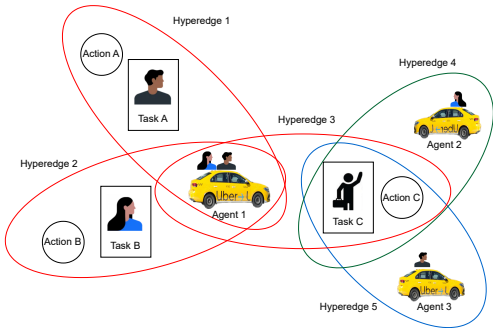 Hyperedge 1
Action A
Task A
Hyperedge 4
Hyperedge 3
Agent 2
Hyperedge 2
Agent 1
Task C
Action C
Action B
Task B
Hyperedge 5
Agent 3